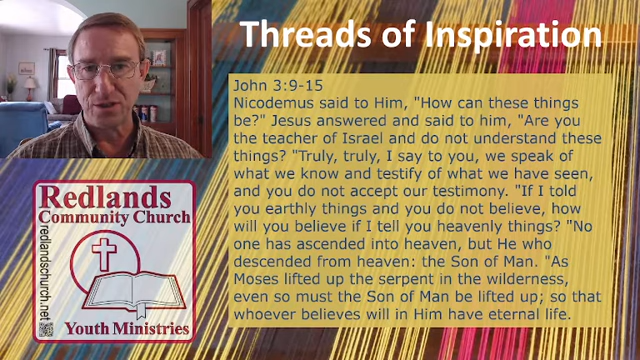 Threads of Inspiration
John 3:9-15
Nicodemus said to Him, "How can these things
be?" Jesus answered and said to him, "Are you
the teacher of Israel and do not understand these
things? "Truly, truly, I say to you, we speak of
what we know and testify of what we have seen,
and you do not accept our testimony. "If I told
you earthly things and you do not believe, how
will you believe if I tell you heavenly things? "No
one has ascended into heaven, but He who
descended from heaven: the Son of Man. "As
Moses lifted up the serpent in the wilderness,
even so must the Son of Man be lifted up; so that
whoever believes will in Him have eternal life.
Redlands
Community Church
redlandschurch.net
Youth Ministries